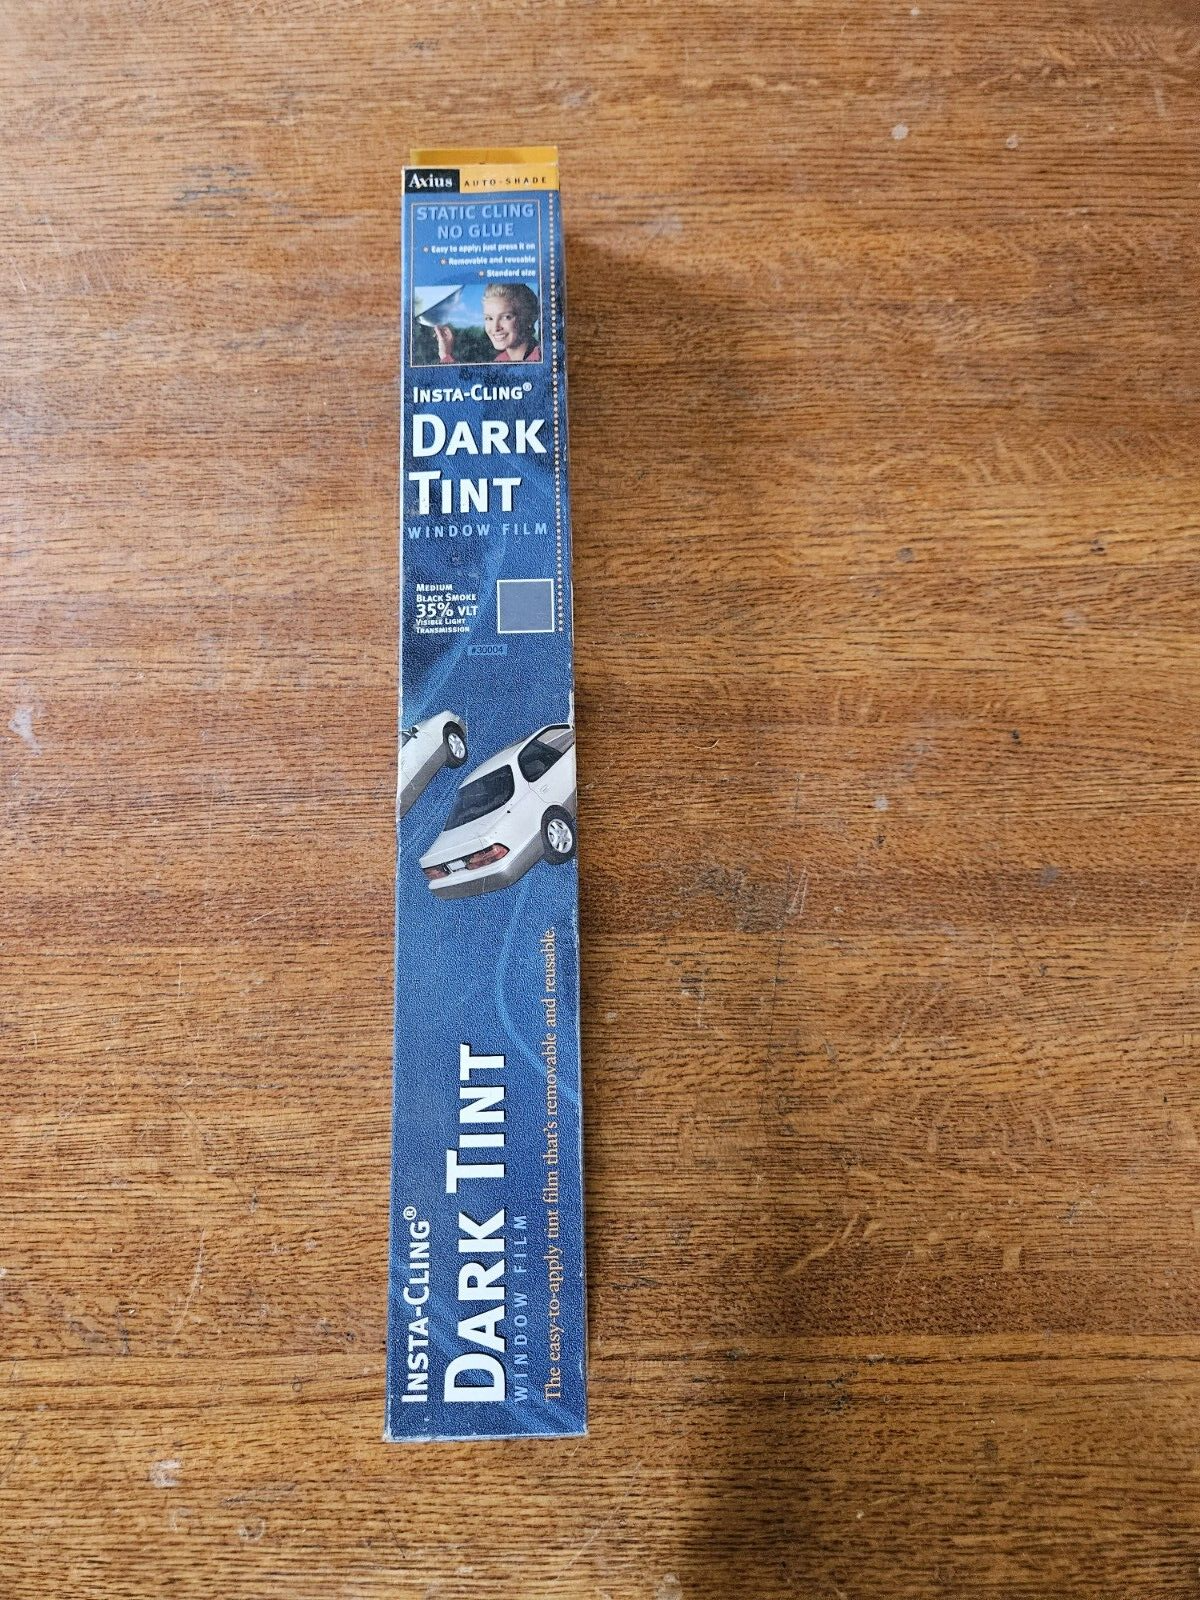 Axius AUTO-SHADE
STATIC CLING
NO GLUE
• Easy to apply; just press it on
• Removable and reusable
• Standard size
INSTA-CLING®
DARK
TINT
WINDOW FILM
MEDIUM
BLACK SMOKE
35% VLT
VISIBLE LIGHT
TRANSMISSION
#30004
INSTA-CLING®
DARK TINT
WINDOW FILM
The easy-to-apply tint film that's removable and reusable.